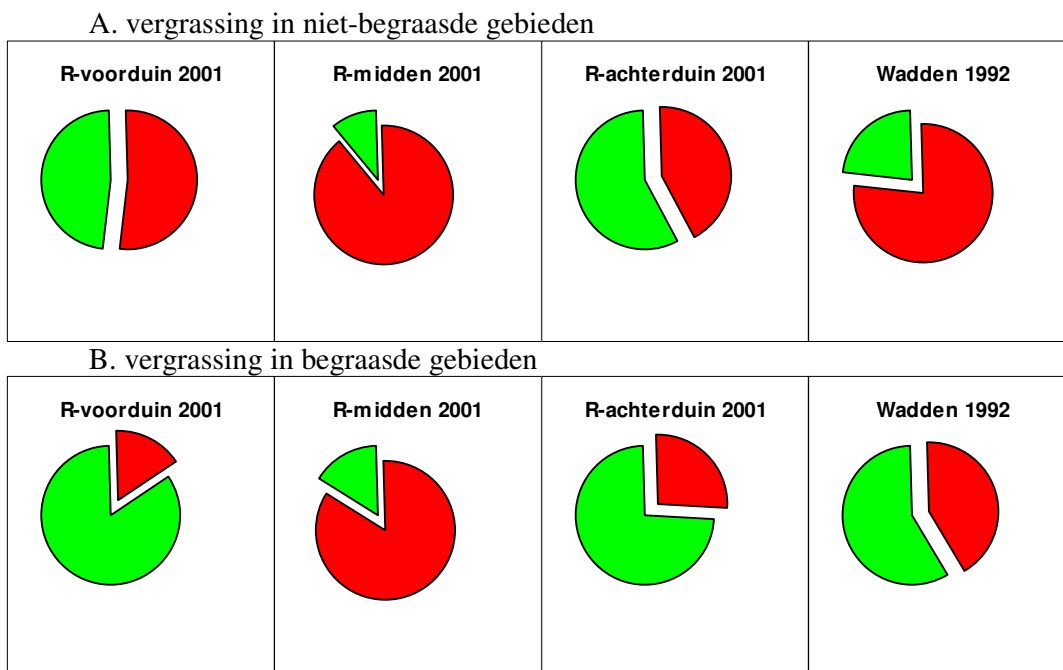 A. vergrassing in niet-begraasde gebieden
R-voorduin 2001 R-midden 2001 R-achterduin 2001 Wadden 1992
B. vergrassing in begraasde gebieden
R-voorduin 2001 R-midden 2001 R-achterduin 2001 Wadden 1992